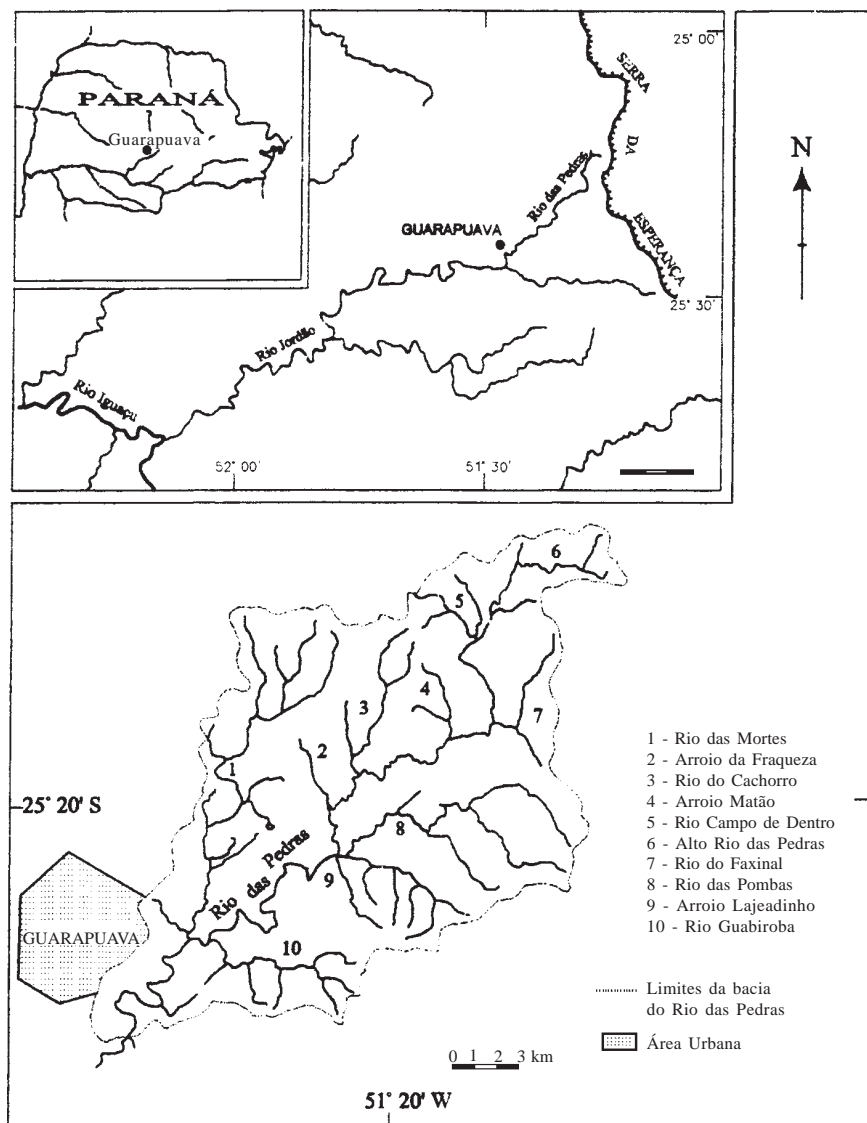 PARANÁ
Guarapuava
25° 00'
SERRA
DA
ESPERANÇA
Rio das Pedras
GUARAPUAVA
N
25° 30'
Rio Jordão
Rio Iguaçu
52° 00'
51° 30'
6
5
4
3
7
2
1
1 - Rio das Mortes
2 - Arroio da Fraqueza
3 - Rio do Cachorro
4 - Arroio Matão
5 - Rio Campo de Dentro
6 - Alto Rio das Pedras
7 - Rio do Faxinal
8 - Rio das Pombas
9 - Arroio Lajeadinho
10 - Rio Guabiroba
25° 20' S
8
Rio das Pedras
9
GUARAPUAVA
10
Limites da bacia
do Rio das Pedras
Área Urbana
0 1 2 3 km
51° 20' W